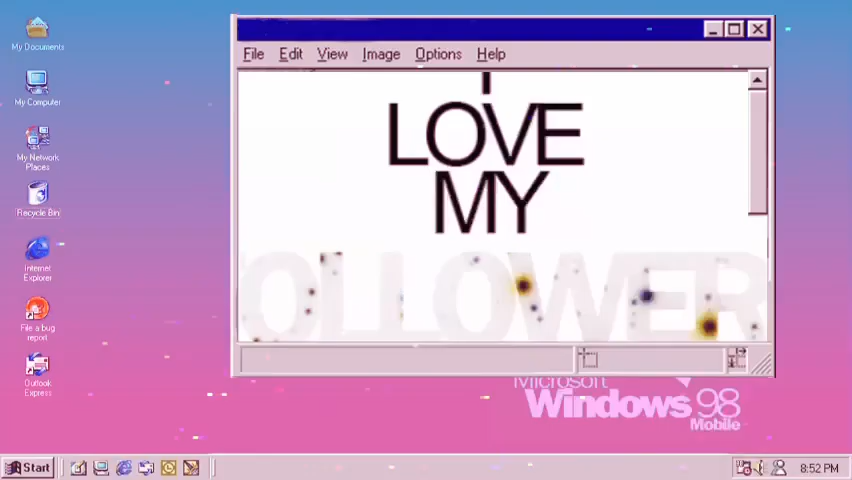 My Documents
My Computer
My Network
Places
Recycle Bin
Internet
Explorer
File a bug
report
Outlook
Express
File Edit View Image Options Help
I
LOVE
MY
OLLOWER
Microsoft
Windows 98
Mobile
Start
8:52 PM